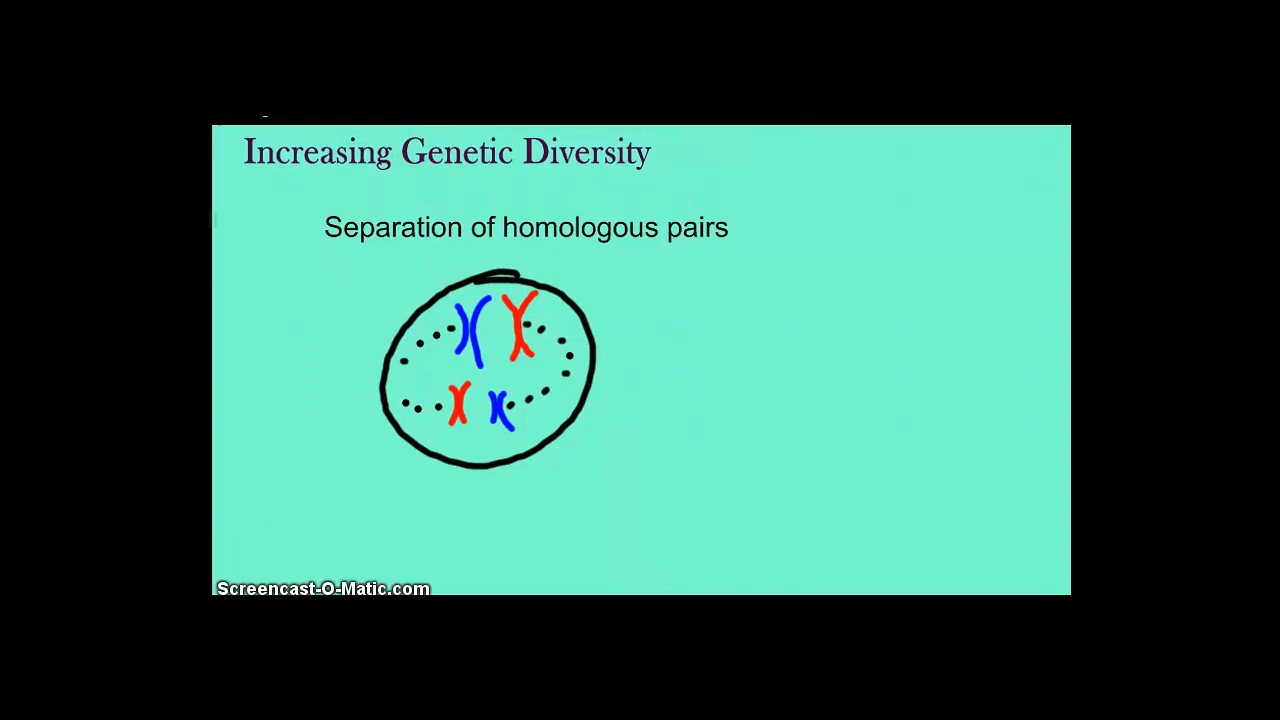 Increasing Genetic Diversity
Separation of homologous pairs
Screencast-O-Matic.com